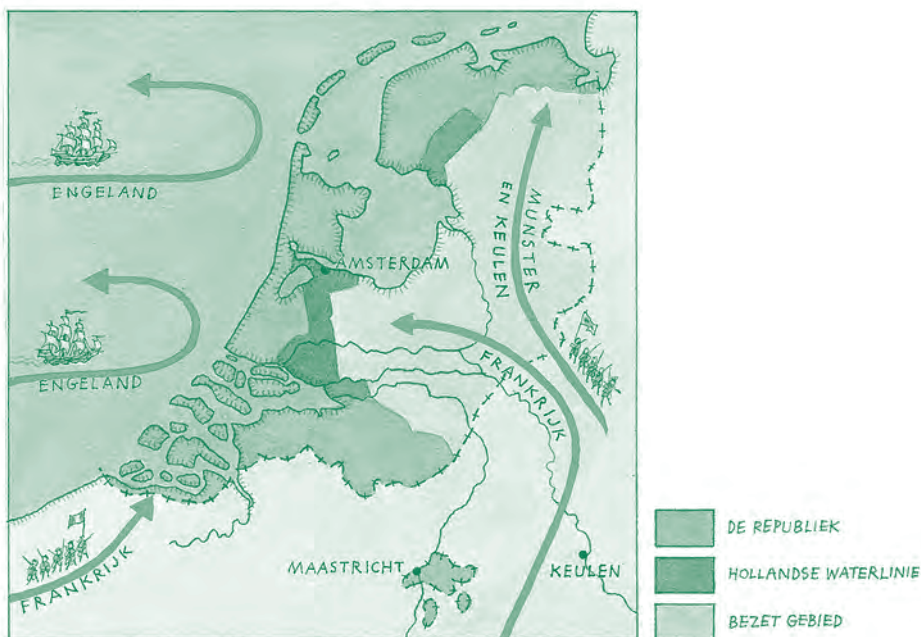 ENGELAND
MUNSTER
EN KEULEN
AMSTERDAM
ENGELAND
FRANKRIJK
FRANKRIJK
MAASTRICHT
KEULEN
DE REPUBLIEK
HOLLANDSE WATERLINIE
BEZET GEBIED